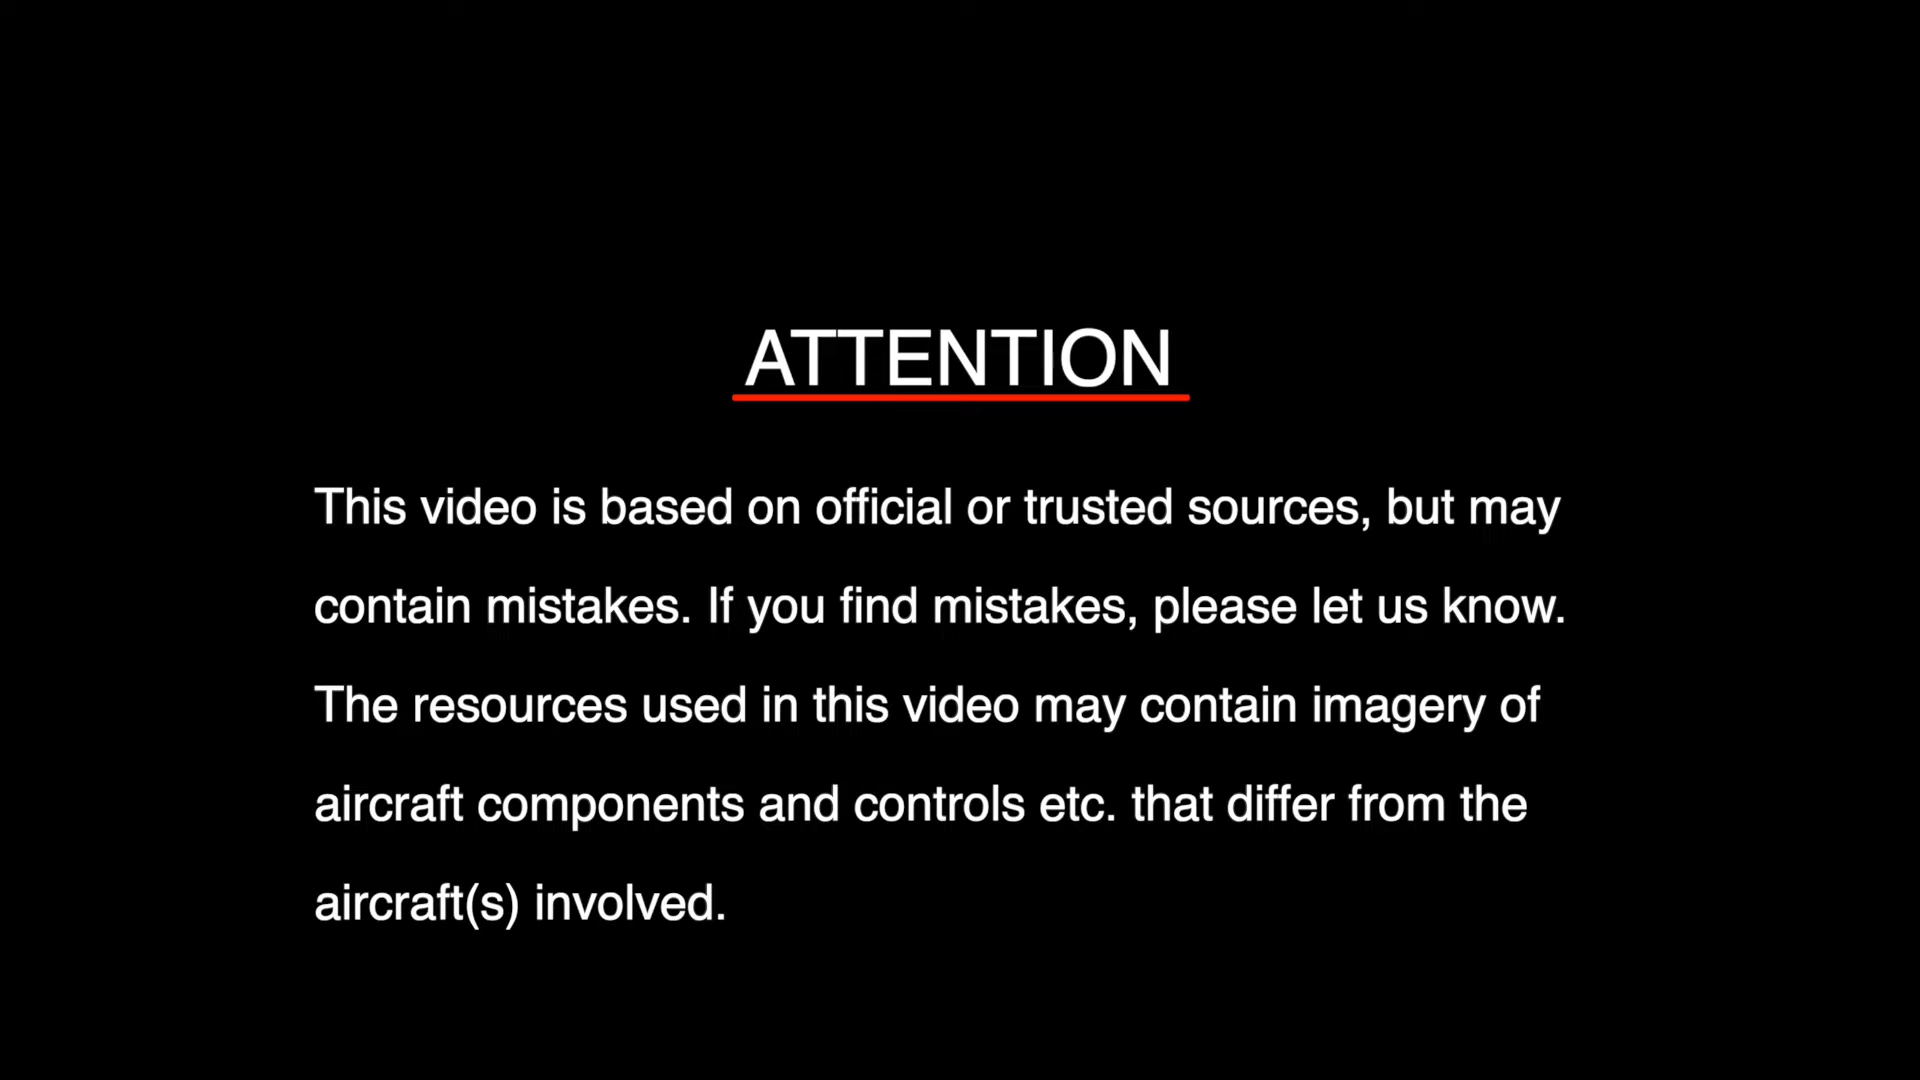 ATTENTION
This video is based on official or trusted sources, but may
contain mistakes. If you find mistakes, please let us know.
The resources used in this video may contain imagery of
aircraft components and controls etc. that differ from the
aircraft(s) involved.